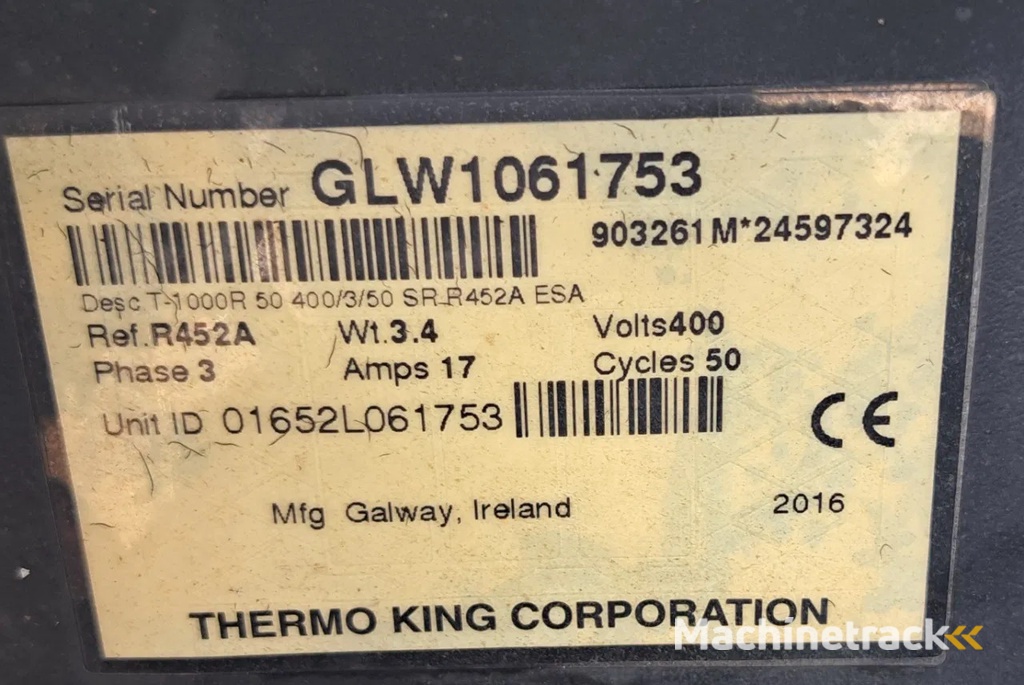 Serial Number GLW1061753
903261M*24597324
Desc T-1000R 50 400/3/50 SR-R452A ESA
Ref.R452A Wt.3.4 Volts400
Phase 3 Amps 17 Cycles 50
Unit ID 01652L061753
CE
Mfg Galway, Ireland 2016
THERMO KING CORPORATION
Machinetrack